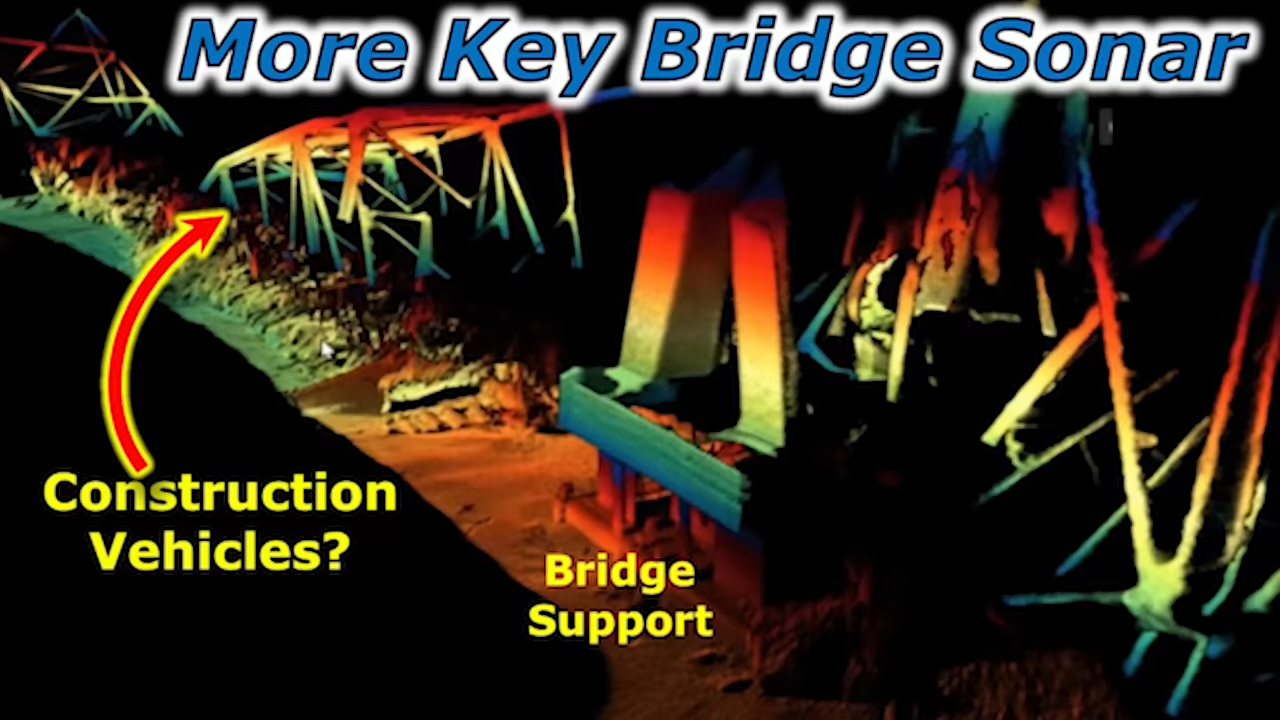 More Key Bridge Sonar
Construction
Vehicles?
Bridge
Support